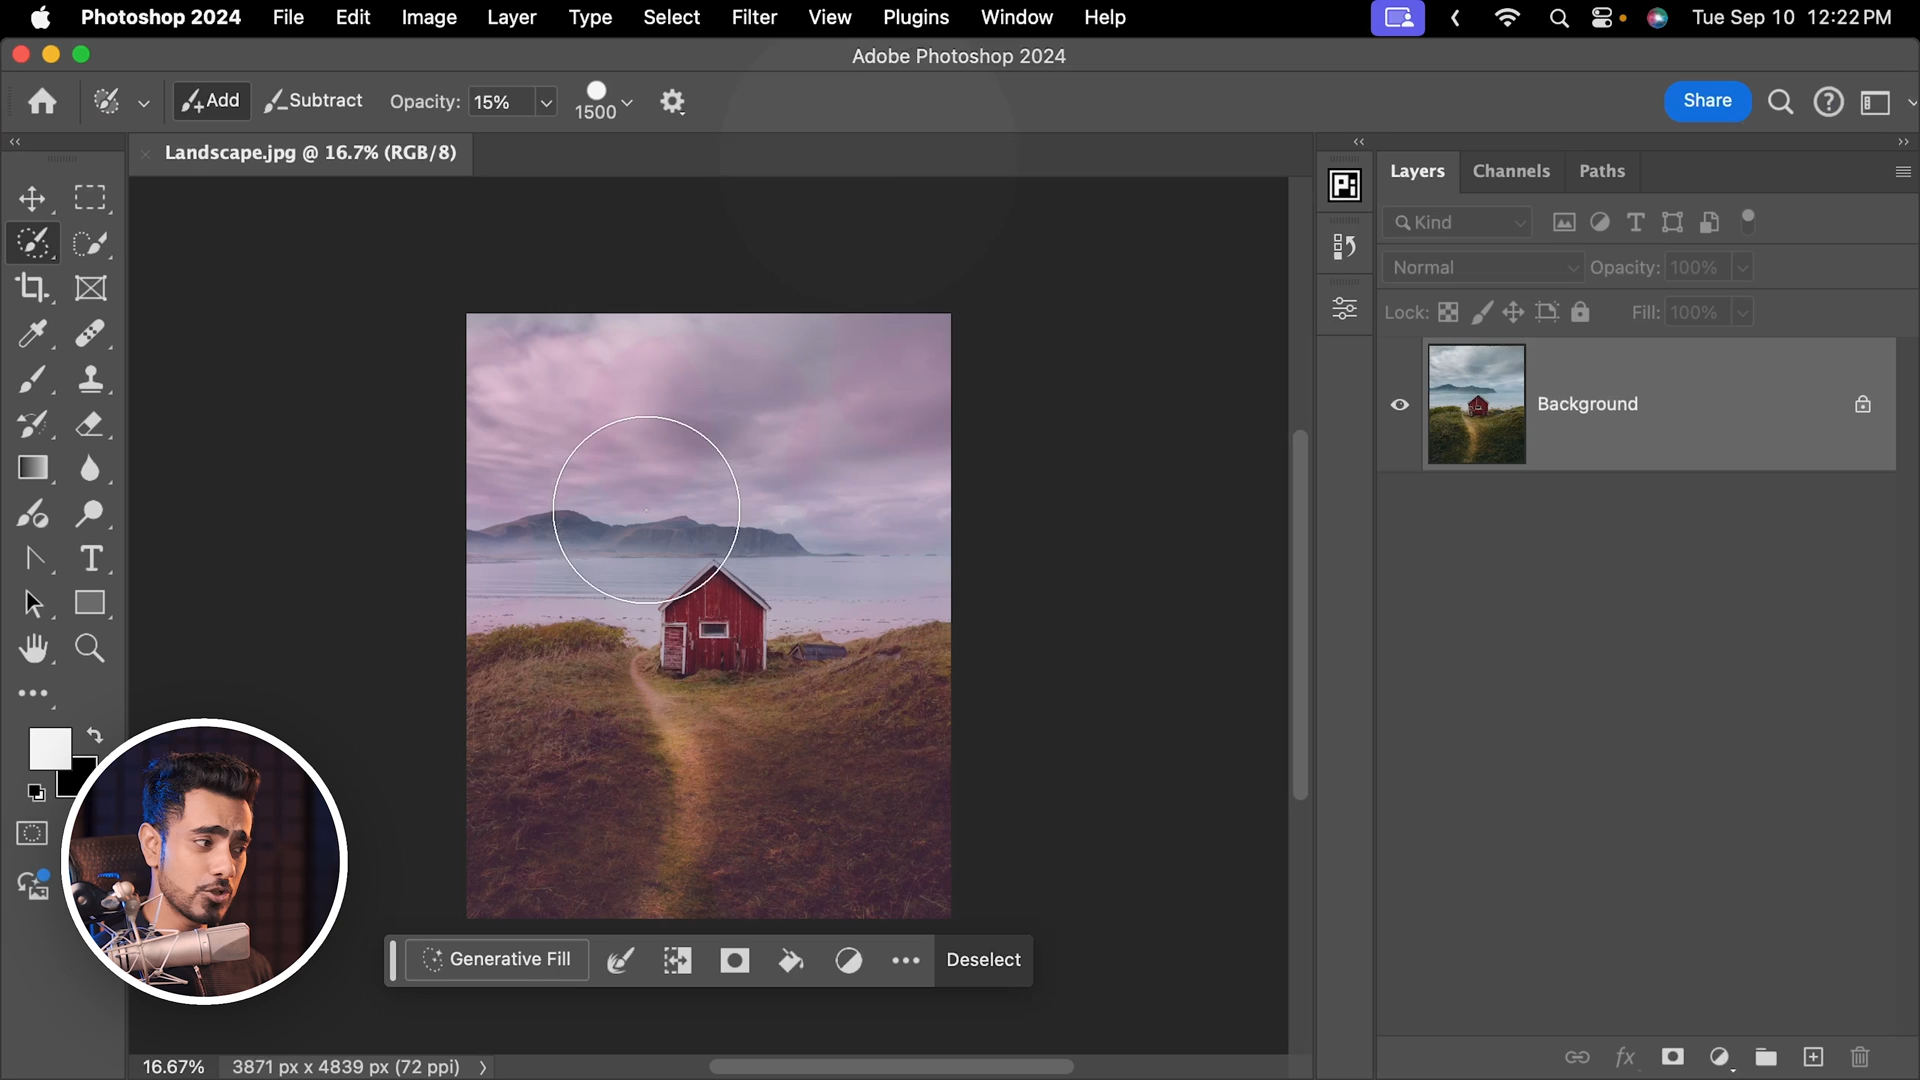 Photoshop 2024 File Edit Image Layer Type Select Filter View Plugins Window Help Tue Sep 10 12:22 PM
Adobe Photoshop 2024
Add Subtract Opacity: 15% 1500 Share
Landscape.jpg @ 16.7% (RGB/8)
Pi
Layers Channels Paths
Kind
Normal Opacity: 100%
Lock: Fill: 100%
Background
Generative Fill Deselect
16.67% 3871 px x 4839 px (72 ppi)
fx